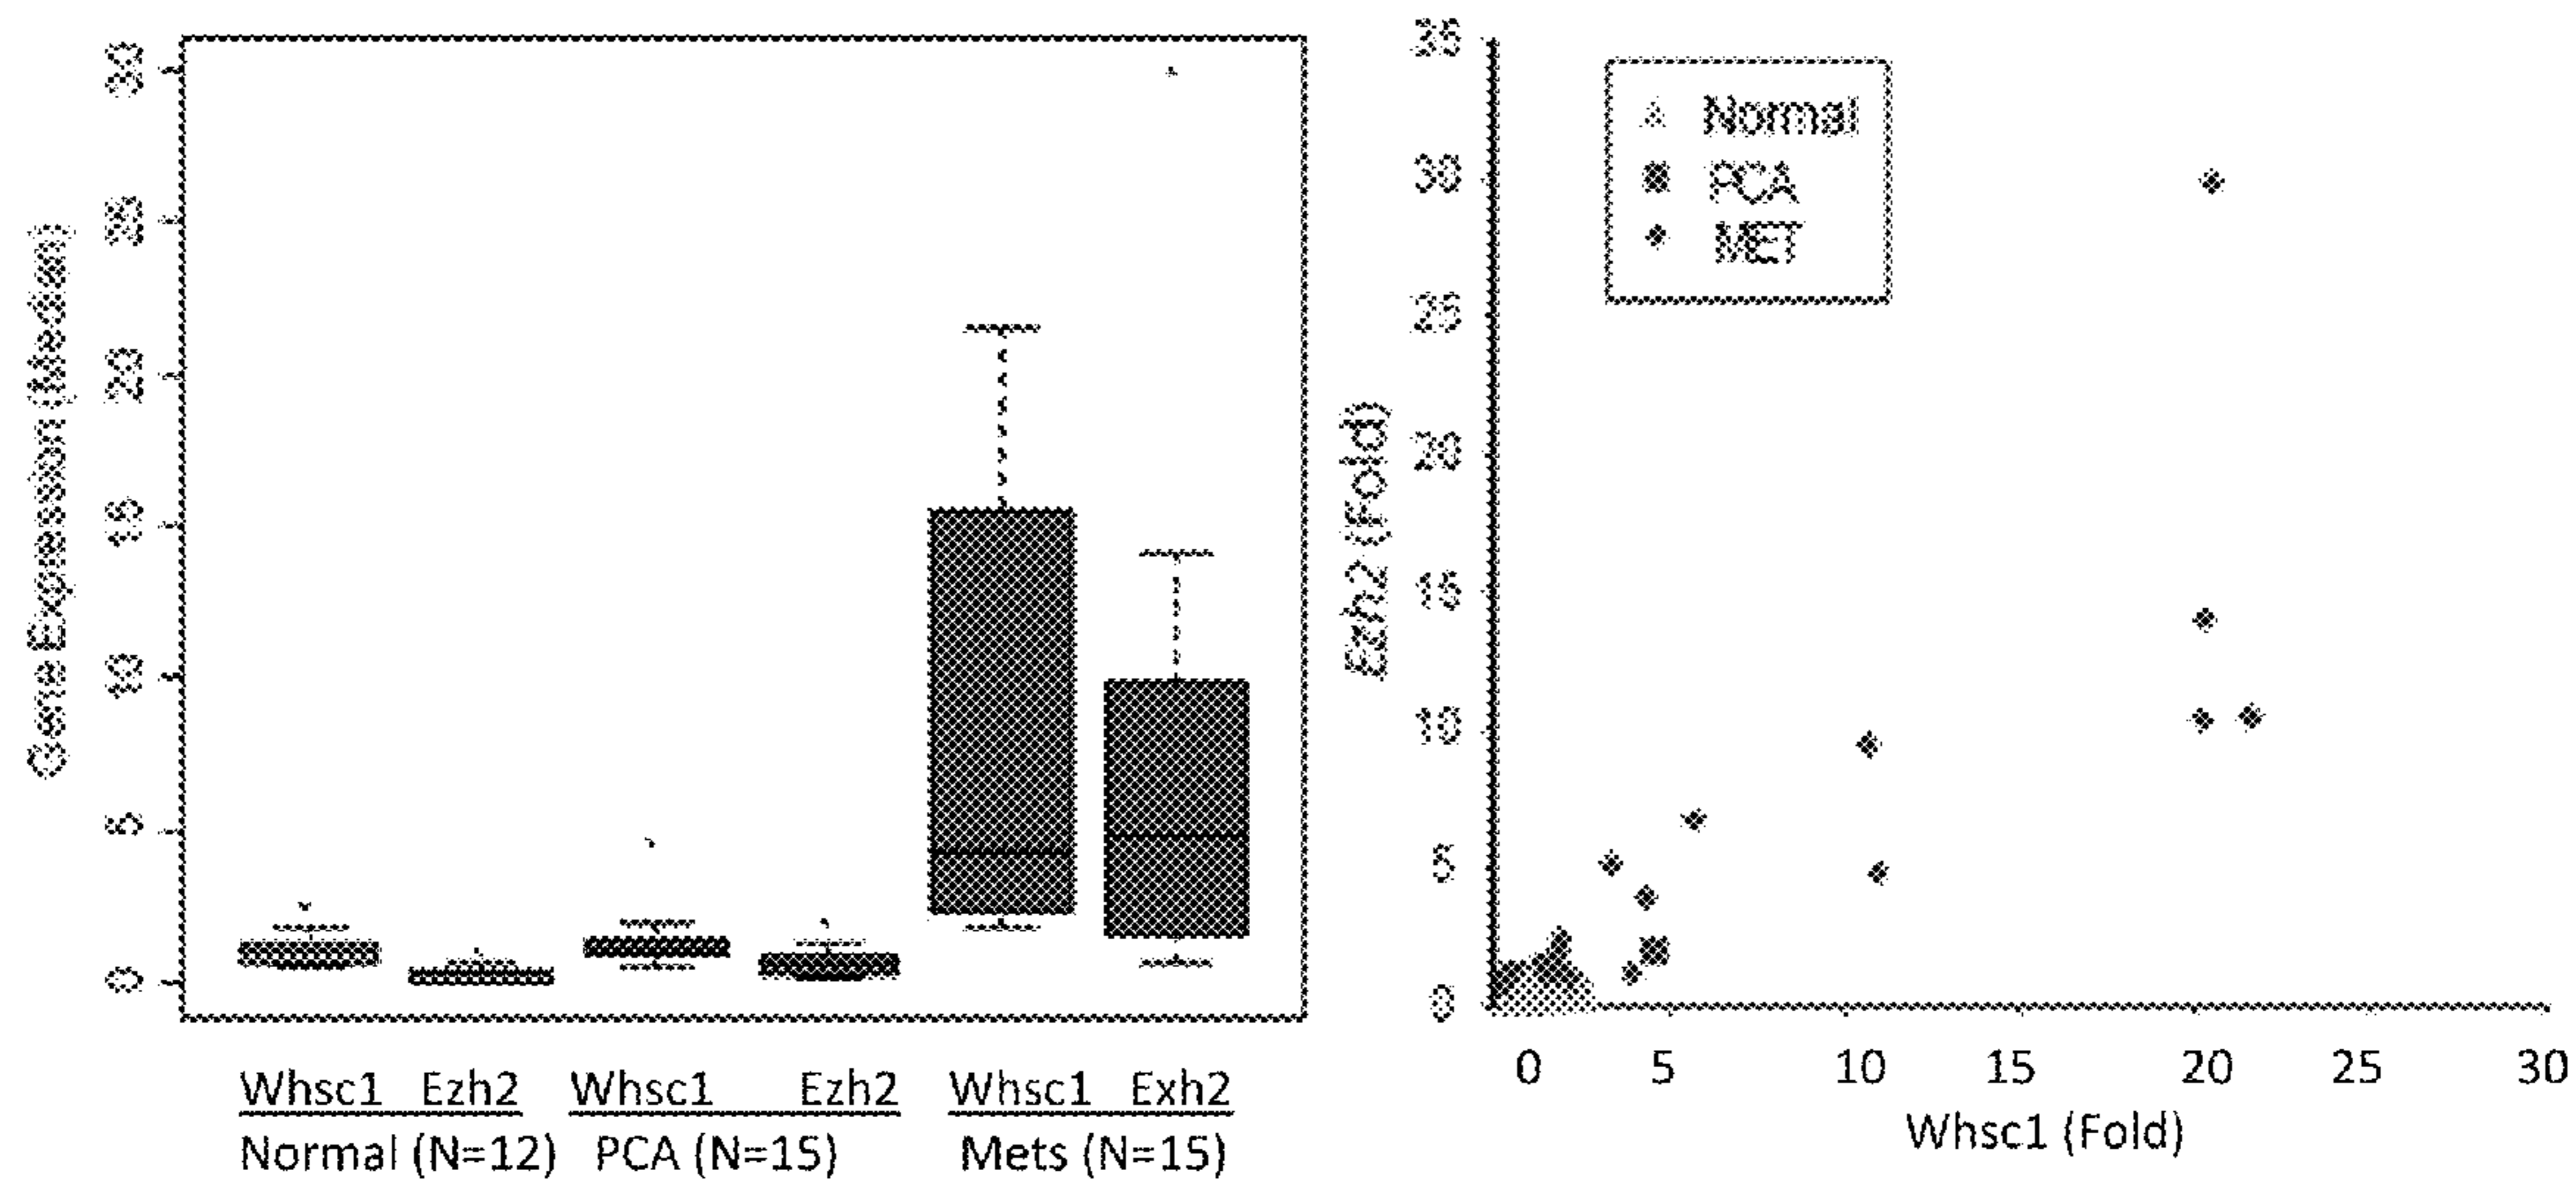 Gene Expression (Median)
30
25
20
15
10
5
0
Whsc1 Ezh2 Whsc1 Ezh2 Whsc1 Exh2
Normal (N=12) PCA (N=15) Mets (N=15)
Ezh2 (Fold)
35
30
25
20
15
10
5
0
Normal
PCA
MET
0 5 10 15 20 25 30
Whsc1 (Fold)